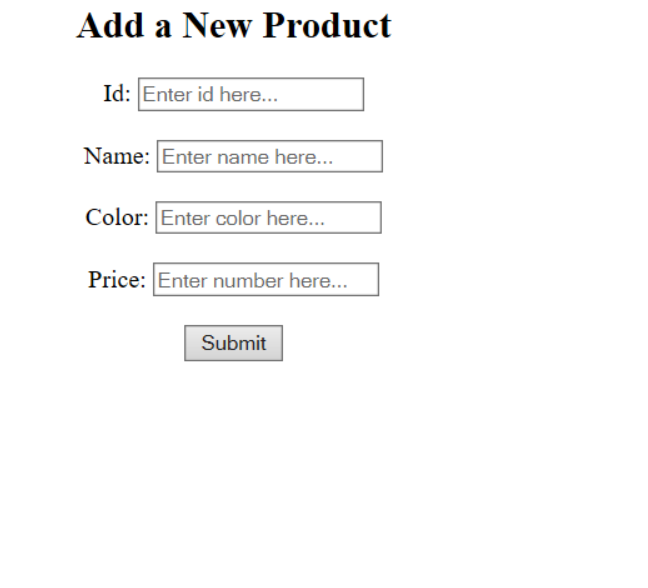 Add a New Product
Id: Enter id here...
Name: Enter name here...
Color: Enter color here...
Price: Enter number here...
Submit